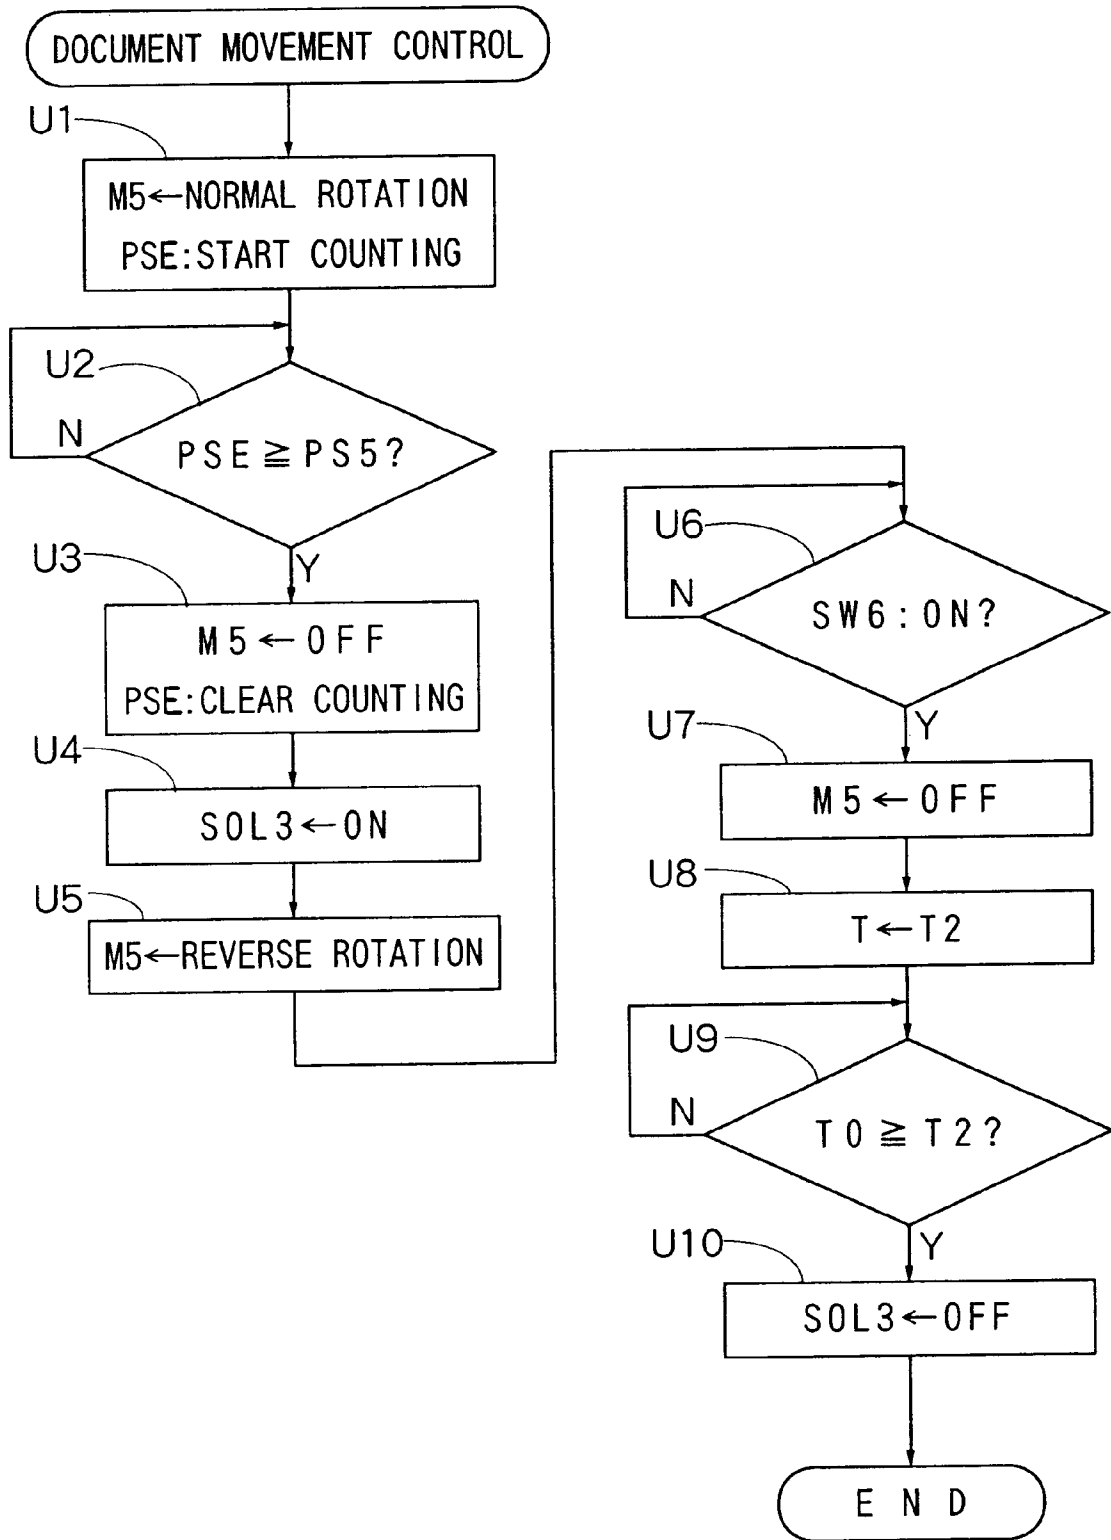 DOCUMENT MOVEMENT CONTROL
U1
M5←NORMAL ROTATION
PSE:START COUNTING
U2
N
PSE≧PS5?
Y
U3
M5←OFF
PSE:CLEAR COUNTING
U4
SOL3←ON
U5
M5←REVERSE ROTATION
U6
N
SW6:ON?
Y
U7
M5←OFF
U8
T←T2
U9
N
T0≧T2?
Y
U10
SOL3←OFF
END